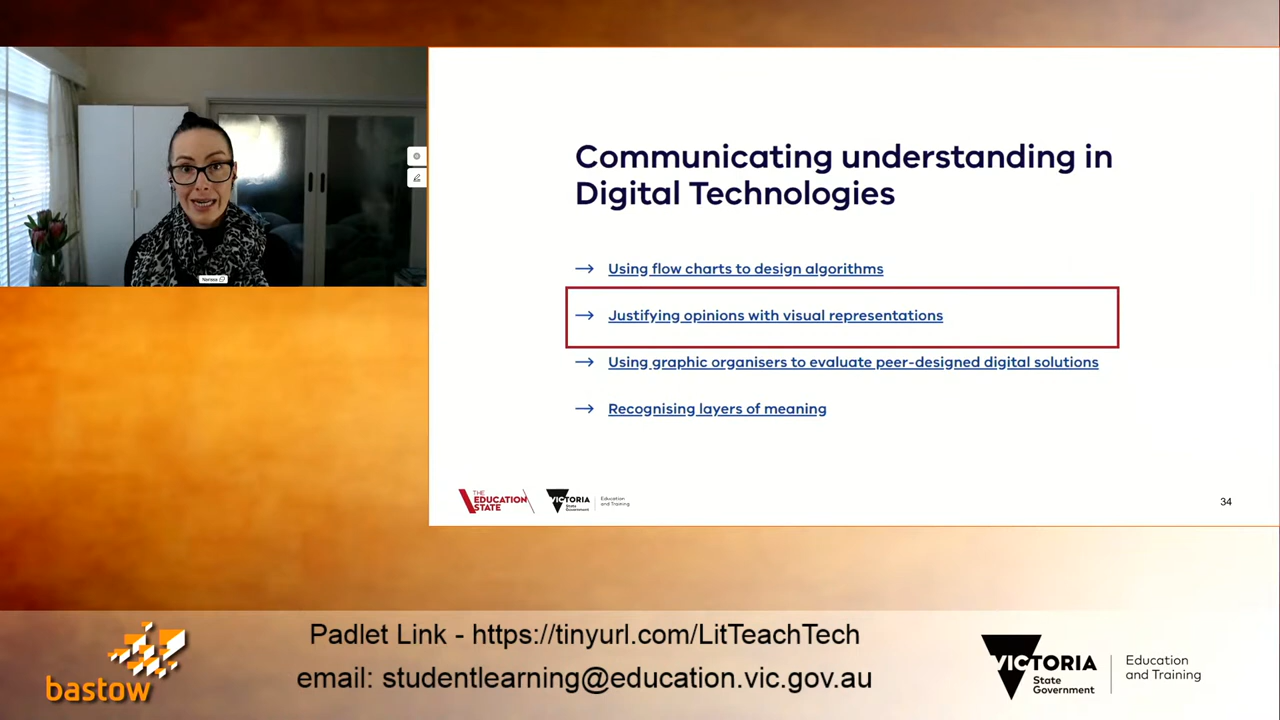 Communicating understanding in
Digital Technologies
→ Using flow charts to design algorithms
→ Justifying opinions with visual representations
→ Using graphic organisers to evaluate peer-designed digital solutions
→ Recognising layers of meaning
THE
EDUCATION
STATE
VICTORIA
State
Government
Education
and Training
34
Narissa
bastow
Padlet Link - https://tinyurl.com/LitTeachTech
email: studentlearning@education.vic.gov.au
VICTORIA
State
Government
Education
and Training